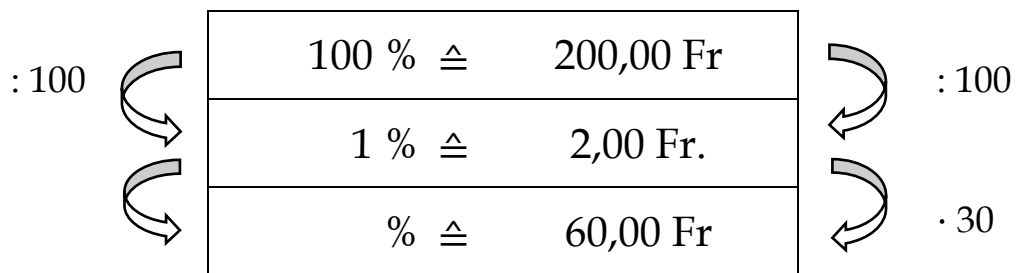 100 % ≙ 200,00 Fr
: 100 : 100
1 % ≙ 2,00 Fr.
% ≙ 60,00 Fr
· 30